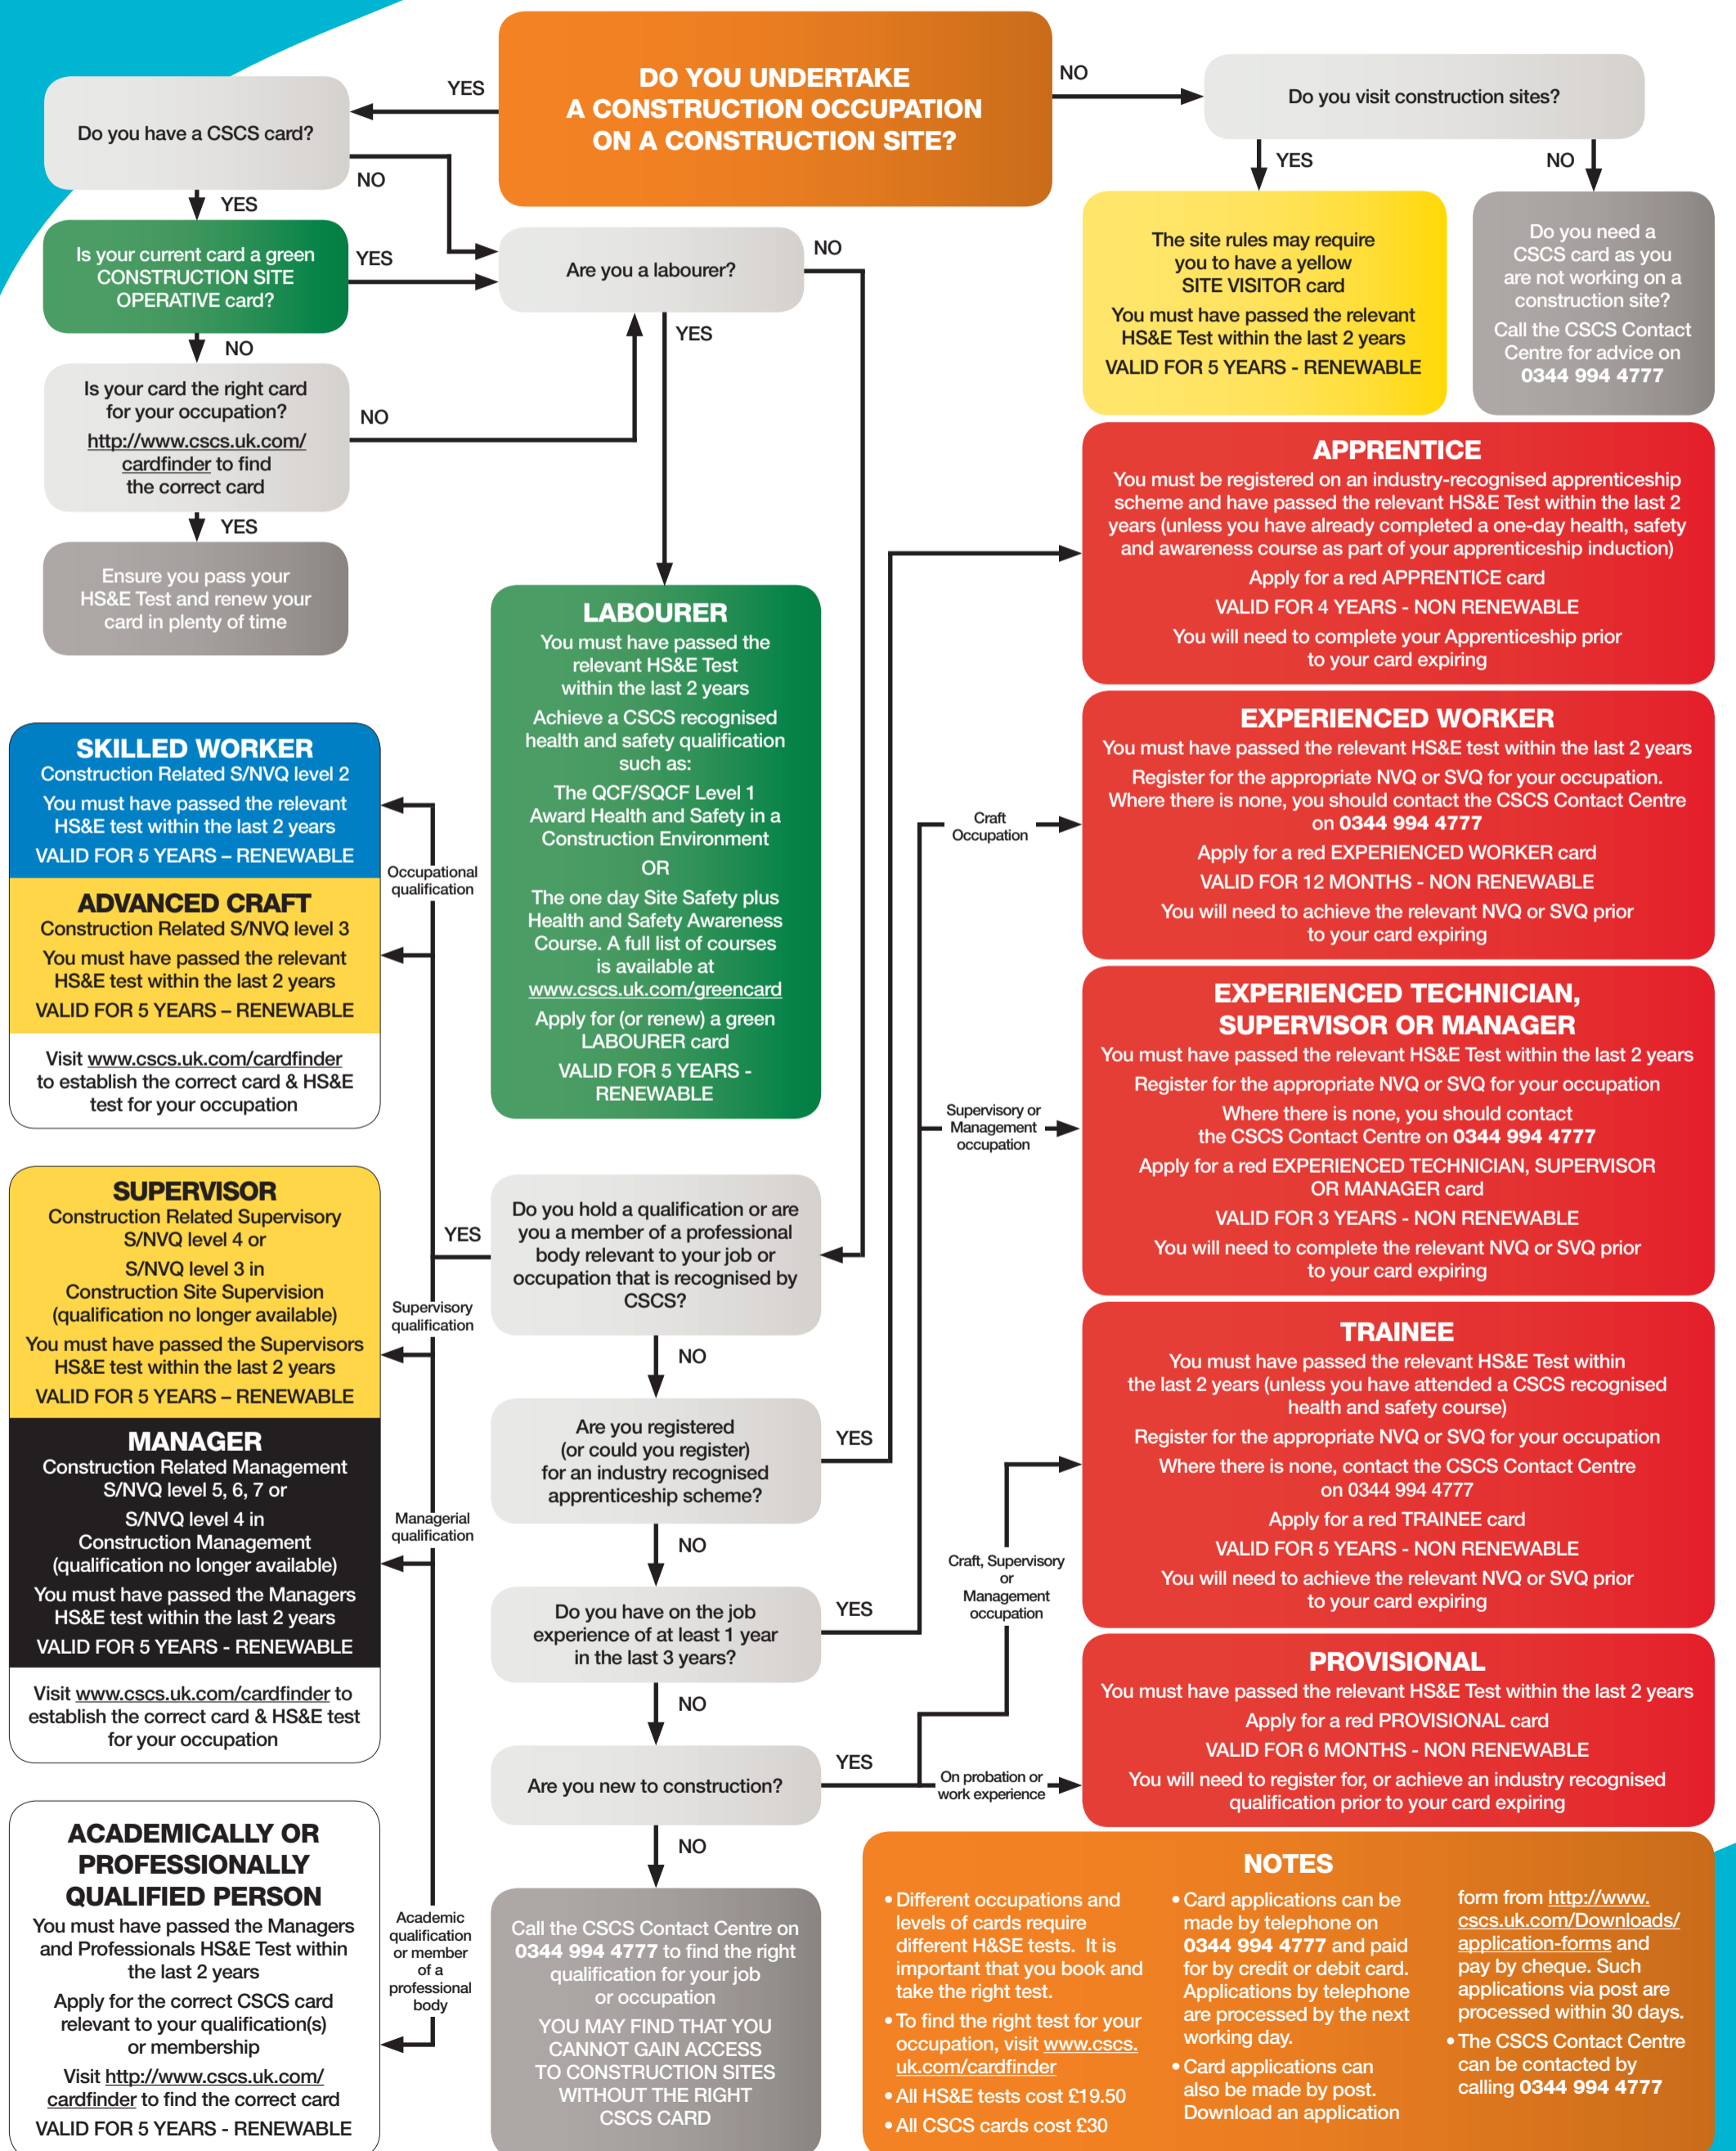 DO YOU UNDERTAKE
A CONSTRUCTION OCCUPATION
ON A CONSTRUCTION SITE?
YES
NO
Do you have a CSCS card?
NO
YES
Do you visit construction sites?
YES
NO
Is your current card a green
CONSTRUCTION SITE
OPERATIVE card?
YES
NO
Are you a labourer?
NO
YES
The site rules may require
you to have a yellow
SITE VISITOR card
You must have passed the relevant
HS&E Test within the last 2 years
VALID FOR 5 YEARS - RENEWABLE
Do you need a
CSCS card as you
are not working on a
construction site?
Call the CSCS Contact
Centre for advice on
0344 994 4777
Is your card the right card
for your occupation?
http://www.cscs.uk.com/
cardfinder to find
the correct card
NO
YES
Ensure you pass your
HS&E Test and renew your
card in plenty of time
APPRENTICE
You must be registered on an industry-recognised apprenticeship
scheme and have passed the relevant HS&E Test within the last 2
years (unless you have already completed a one-day health, safety
and awareness course as part of your apprenticeship induction)
Apply for a red APPRENTICE card
VALID FOR 4 YEARS - NON RENEWABLE
You will need to complete your Apprenticeship prior
to your card expiring
LABOURER
You must have passed the
relevant HS&E Test
within the last 2 years
Achieve a CSCS recognised
health and safety qualification
such as:
The QCF/SQCF Level 1
Award Health and Safety in a
Construction Environment
OR
The one day Site Safety plus
Health and Safety Awareness
Course. A full list of courses
is available at
www.cscs.uk.com/greencard
Apply for (or renew) a green
LABOURER card
VALID FOR 5 YEARS -
RENEWABLE
SKILLED WORKER
Construction Related S/NVQ level 2
You must have passed the relevant
HS&E test within the last 2 years
VALID FOR 5 YEARS – RENEWABLE
ADVANCED CRAFT
Construction Related S/NVQ level 3
You must have passed the relevant
HS&E test within the last 2 years
VALID FOR 5 YEARS – RENEWABLE
Visit www.cscs.uk.com/cardfinder
to establish the correct card & HS&E
test for your occupation
Occupational
qualification
EXPERIENCED WORKER
You must have passed the relevant HS&E test within the last 2 years
Register for the appropriate NVQ or SVQ for your occupation.
Where there is none, you should contact the CSCS Contact Centre
on 0344 994 4777
Apply for a red EXPERIENCED WORKER card
VALID FOR 12 MONTHS - NON RENEWABLE
You will need to achieve the relevant NVQ or SVQ prior
to your card expiring
Craft
Occupation
EXPERIENCED TECHNICIAN,
SUPERVISOR OR MANAGER
You must have passed the relevant HS&E Test within the last 2 years
Register for the appropriate NVQ or SVQ for your occupation
Where there is none, you should contact
the CSCS Contact Centre on 0344 994 4777
Apply for a red EXPERIENCED TECHNICIAN, SUPERVISOR
OR MANAGER card
VALID FOR 3 YEARS - NON RENEWABLE
You will need to complete the relevant NVQ or SVQ prior
to your card expiring
Supervisory or
Management
occupation
Do you hold a qualification or are
you a member of a professional
body relevant to your job or
occupation that is recognised by
CSCS?
YES
NO
SUPERVISOR
Construction Related Supervisory
S/NVQ level 4 or
S/NVQ level 3 in
Construction Site Supervision
(qualification no longer available)
You must have passed the Supervisors
HS&E test within the last 2 years
VALID FOR 5 YEARS – RENEWABLE
Supervisory
qualification
MANAGER
Construction Related Management
S/NVQ level 5, 6, 7 or
S/NVQ level 4 in
Construction Management
(qualification no longer available)
You must have passed the Managers
HS&E test within the last 2 years
VALID FOR 5 YEARS - RENEWABLE
Visit www.cscs.uk.com/cardfinder to
establish the correct card & HS&E test
for your occupation
Managerial
qualification
Are you registered
(or could you register)
for an industry recognised
apprenticeship scheme?
YES
NO
TRAINEE
You must have passed the relevant HS&E Test within
the last 2 years (unless you have attended a CSCS recognised
health and safety course)
Register for the appropriate NVQ or SVQ for your occupation
Where there is none, contact the CSCS Contact Centre
on 0344 994 4777
Apply for a red TRAINEE card
VALID FOR 5 YEARS - NON RENEWABLE
You will need to achieve the relevant NVQ or SVQ prior
to your card expiring
Do you have on the job
experience of at least 1 year
in the last 3 years?
YES
NO
Craft, Supervisory
or
Management
occupation
PROVISIONAL
You must have passed the relevant HS&E Test within the last 2 years
Apply for a red PROVISIONAL card
VALID FOR 6 MONTHS - NON RENEWABLE
You will need to register for, or achieve an industry recognised
qualification prior to your card expiring
Are you new to construction?
YES
NO
On probation or
work experience
ACADEMICALLY OR
PROFESSIONALLY
QUALIFIED PERSON
You must have passed the Managers
and Professionals HS&E Test within
the last 2 years
Apply for the correct CSCS card
relevant to your qualification(s)
or membership
Visit http://www.cscs.uk.com/
cardfinder to find the correct card
VALID FOR 5 YEARS - RENEWABLE
Academic
qualification
or member
of a
professional
body
Call the CSCS Contact Centre on
0344 994 4777 to find the right
qualification for your job
or occupation
YOU MAY FIND THAT YOU
CANNOT GAIN ACCESS
TO CONSTRUCTION SITES
WITHOUT THE RIGHT
CSCS CARD
NOTES
• Different occupations and
levels of cards require
different H&SE tests. It is
important that you book and
take the right test.
• To find the right test for your
occupation, visit www.cscs.
uk.com/cardfinder
• All HS&E tests cost £19.50
• All CSCS cards cost £30
• Card applications can be
made by telephone on
0344 994 4777 and paid
for by credit or debit card.
Applications by telephone
are processed by the next
working day.
• Card applications can
also be made by post.
Download an application
form from http://www.
cscs.uk.com/Downloads/
application-forms and
pay by cheque. Such
applications via post are
processed within 30 days.
• The CSCS Contact Centre
can be contacted by
calling 0344 994 4777